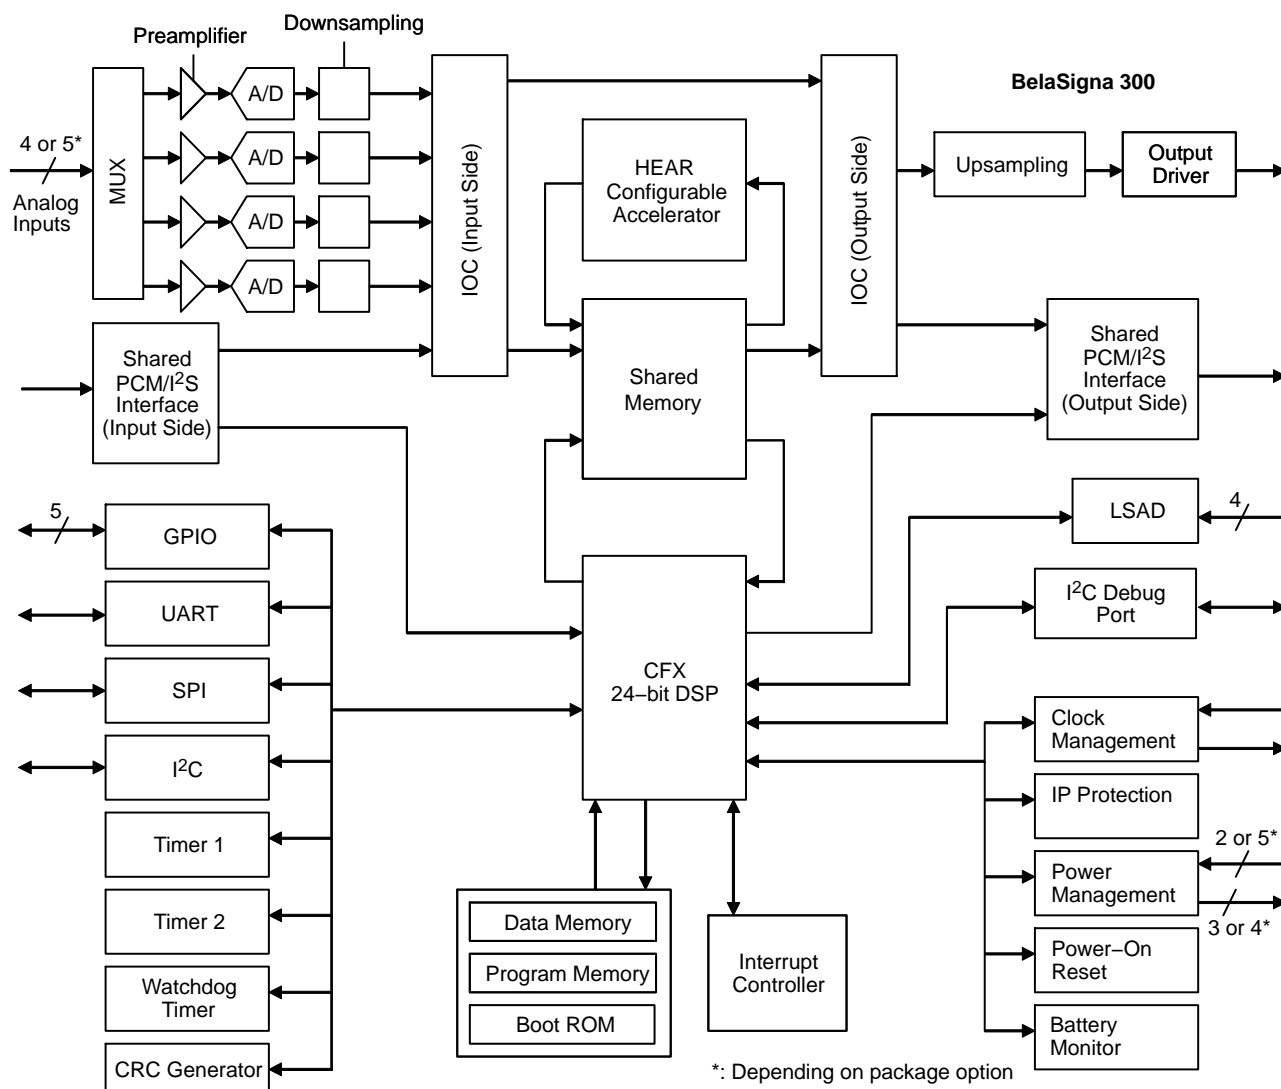 Preamplifier
Downsampling
BelaSigna 300
4 or 5*
Analog
Inputs
MUX
A/D
A/D
A/D
A/D
IOC (Input Side)
HEAR
Configurable
Accelerator
IOC (Output Side)
Upsampling
Output
Driver
Shared
PCM/I²S
Interface
(Input Side)
Shared
Memory
Shared
PCM/I²S
Interface
(Output Side)
5
GPIO
UART
SPI
I²C
Timer 1
Timer 2
Watchdog
Timer
CRC Generator
CFX
24–bit DSP
LSAD
4
I²C Debug
Port
Clock
Management
IP Protection
Power
Management
2 or 5*
3 or 4*
Power–On
Reset
Battery
Monitor
Data Memory
Program Memory
Boot ROM
Interrupt
Controller
*: Depending on package option